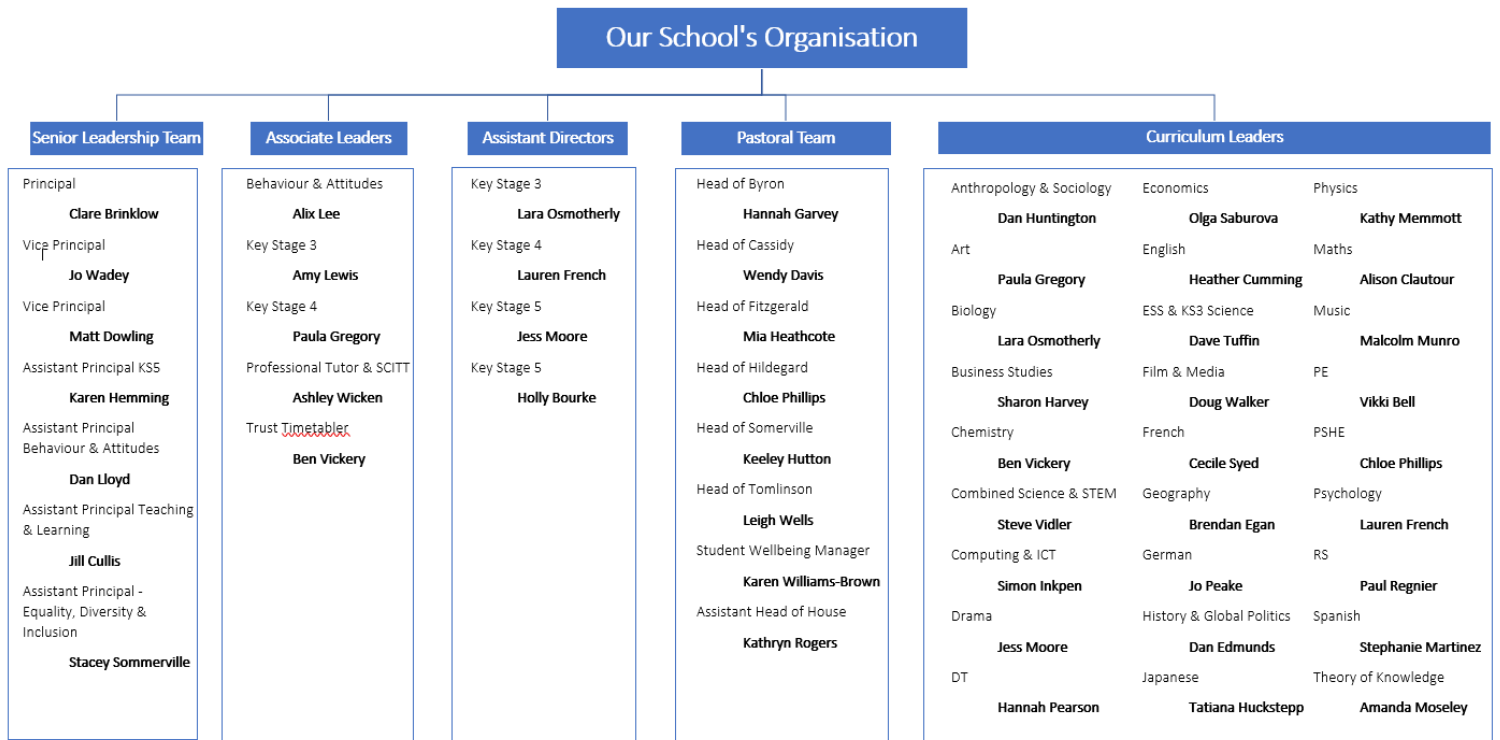 Our School's Organisation
Senior Leadership Team
Principal
Clare Brinklow
Vice Principal
Jo Wadey
Vice Principal
Matt Dowling
Assistant Principal KS5
Karen Hemming
Assistant Principal
Behaviour & Attitudes
Dan Lloyd
Assistant Principal Teaching
& Learning
Jill Cullis
Assistant Principal -
Equality, Diversity &
Inclusion
Stacey Sommerville
Associate Leaders
Behaviour & Attitudes
Alix Lee
Key Stage 3
Amy Lewis
Key Stage 4
Paula Gregory
Professional Tutor & SCITT
Ashley Wicken
Trust Timetabler
Ben Vickery
Assistant Directors
Key Stage 3
Lara Osmotherly
Key Stage 4
Lauren French
Key Stage 5
Jess Moore
Key Stage 5
Holly Bourke
Pastoral Team
Head of Byron
Hannah Garvey
Head of Cassidy
Wendy Davis
Head of Fitzgerald
Mia Heathcote
Head of Hildegard
Chloe Phillips
Head of Somerville
Keeley Hutton
Head of Tomlinson
Leigh Wells
Student Wellbeing Manager
Karen Williams-Brown
Assistant Head of House
Kathryn Rogers
Curriculum Leaders
Anthropology & Sociology
Dan Huntington
Art
Paula Gregory
Biology
Lara Osmotherly
Business Studies
Sharon Harvey
Chemistry
Ben Vickery
Combined Science & STEM
Steve Vidler
Computing & ICT
Simon Inkpen
Drama
Jess Moore
DT
Hannah Pearson
Economics
Olga Saburova
English
Heather Cumming
ESS & KS3 Science
Dave Tuffin
Film & Media
Doug Walker
French
Cecile Syed
Geography
Brendan Egan
German
Jo Peake
History & Global Politics
Dan Edmunds
Japanese
Tatiana Huckstepp
Physics
Kathy Memmott
Maths
Alison Clautour
Music
Malcolm Munro
PE
Vikki Bell
PSHE
Chloe Phillips
Psychology
Lauren French
RS
Paul Regnier
Spanish
Stephanie Martinez
Theory of Knowledge
Amanda Moseley